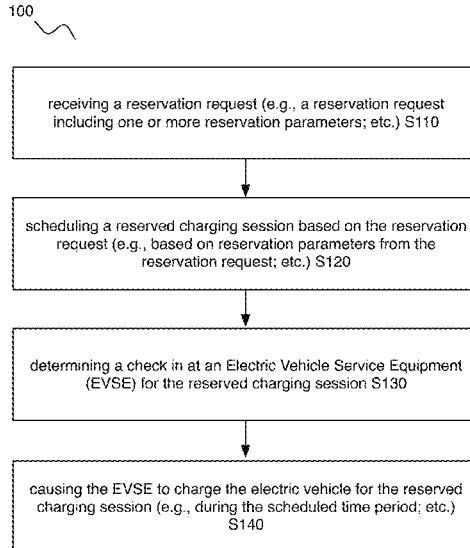 100
receiving a reservation request (e.g., a reservation request
including one or more reservation parameters; etc.) S110
scheduling a reserved charging session based on the reservation
request (e.g., based on reservation parameters from the
reservation request; etc.) S120
determining a check in at an Electric Vehicle Service Equipment
(EVSE) for the reserved charging session S130
causing the EVSE to charge the electric vehicle for the reserved
charging session (e.g., during the scheduled time period; etc.)
S140